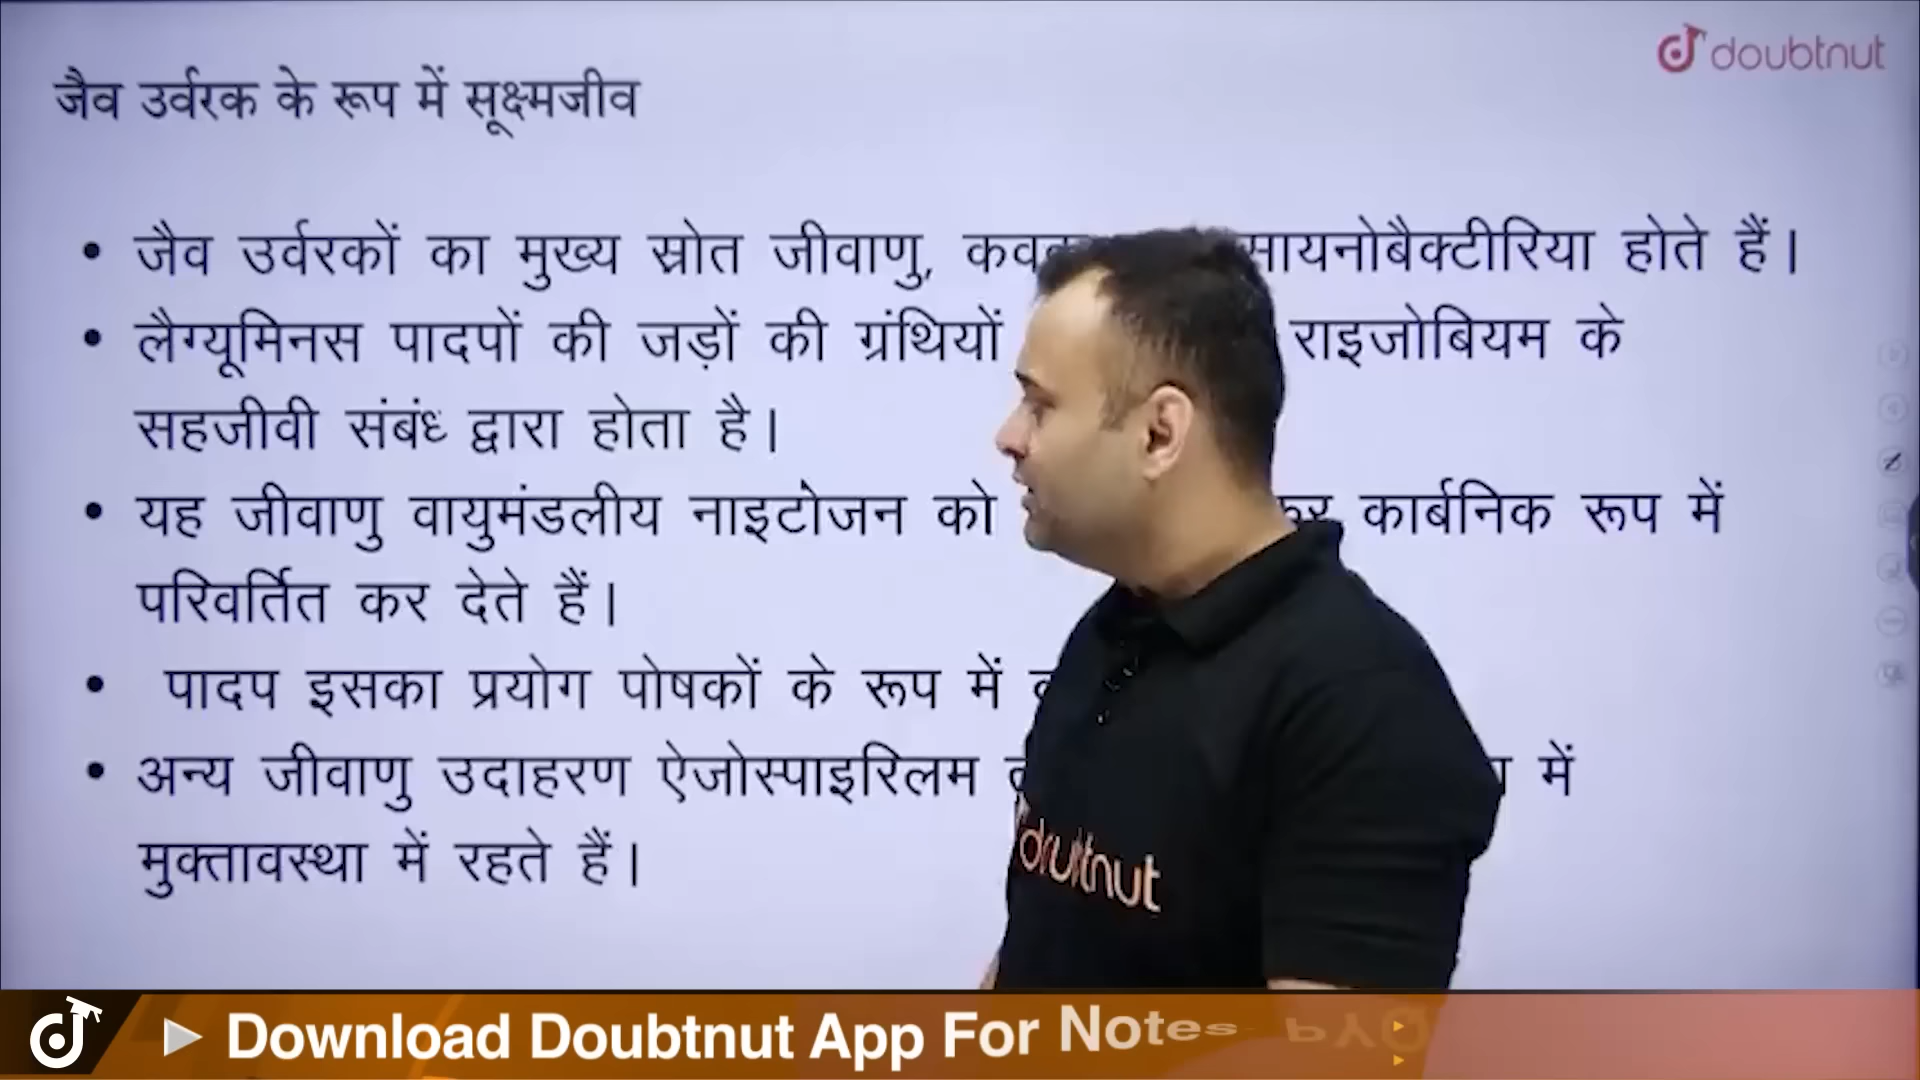 doubtnut
जैव उर्वरक के रूप में सूक्ष्मजीव
• जैव उर्वरकों का मुख्य स्रोत जीवाणु, सायनोबैक्टीरिया होते हैं।
• लैग्यूमिनस पादपों की जड़ों की ग्रंथियों राइजोबियम के
सहजीवी संबंध द्वारा होता है।
• यह जीवाणु वायुमंडलीय नाइटोजन को कार्बनिक रूप में
परिवर्तित कर देते हैं।
• पादप इसका प्रयोग पोषकों के रूप में
• अन्य जीवाणु उदाहरण ऐजोस्पाइरिलम में
मुक्तावस्था में रहते हैं।
doubtnut
Download Doubtnut App For Notes